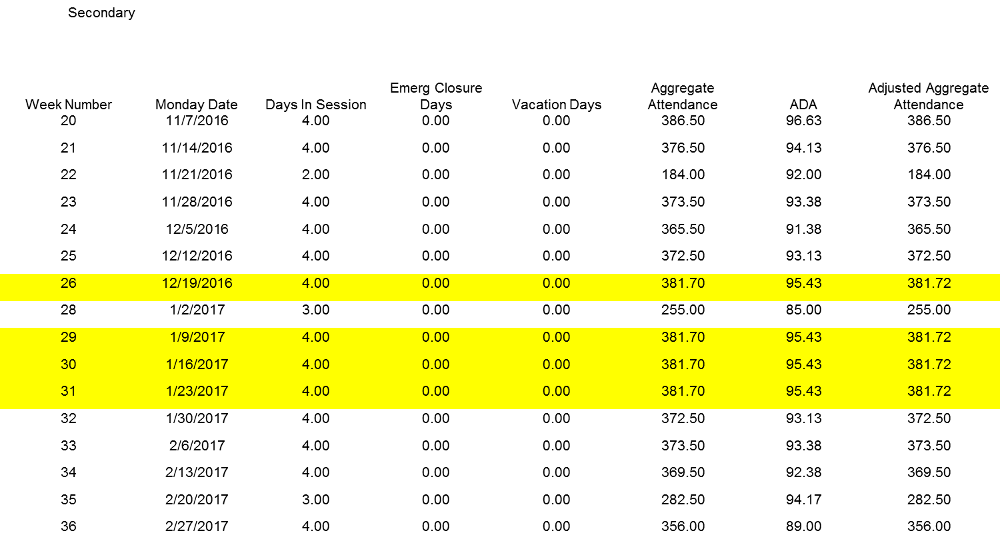 Secondary
Emerg Closure Aggregate Adjusted Aggregate
Week Number Monday Date Days In Session Days Vacation Days Attendance ADA Attendance
20 11/7/2016 4.00 0.00 0.00 386.50 96.63 386.50
21 11/14/2016 4.00 0.00 0.00 376.50 94.13 376.50
22 11/21/2016 2.00 0.00 0.00 184.00 92.00 184.00
23 11/28/2016 4.00 0.00 0.00 373.50 93.38 373.50
24 12/5/2016 4.00 0.00 0.00 365.50 91.38 365.50
25 12/12/2016 4.00 0.00 0.00 372.50 93.13 372.50
26 12/19/2016 4.00 0.00 0.00 381.70 95.43 381.72
28 1/2/2017 3.00 0.00 0.00 255.00 85.00 255.00
29 1/9/2017 4.00 0.00 0.00 381.70 95.43 381.72
30 1/16/2017 4.00 0.00 0.00 381.70 95.43 381.72
31 1/23/2017 4.00 0.00 0.00 381.70 95.43 381.72
32 1/30/2017 4.00 0.00 0.00 372.50 93.13 372.50
33 2/6/2017 4.00 0.00 0.00 373.50 93.38 373.50
34 2/13/2017 4.00 0.00 0.00 369.50 92.38 369.50
35 2/20/2017 3.00 0.00 0.00 282.50 94.17 282.50
36 2/27/2017 4.00 0.00 0.00 356.00 89.00 356.00